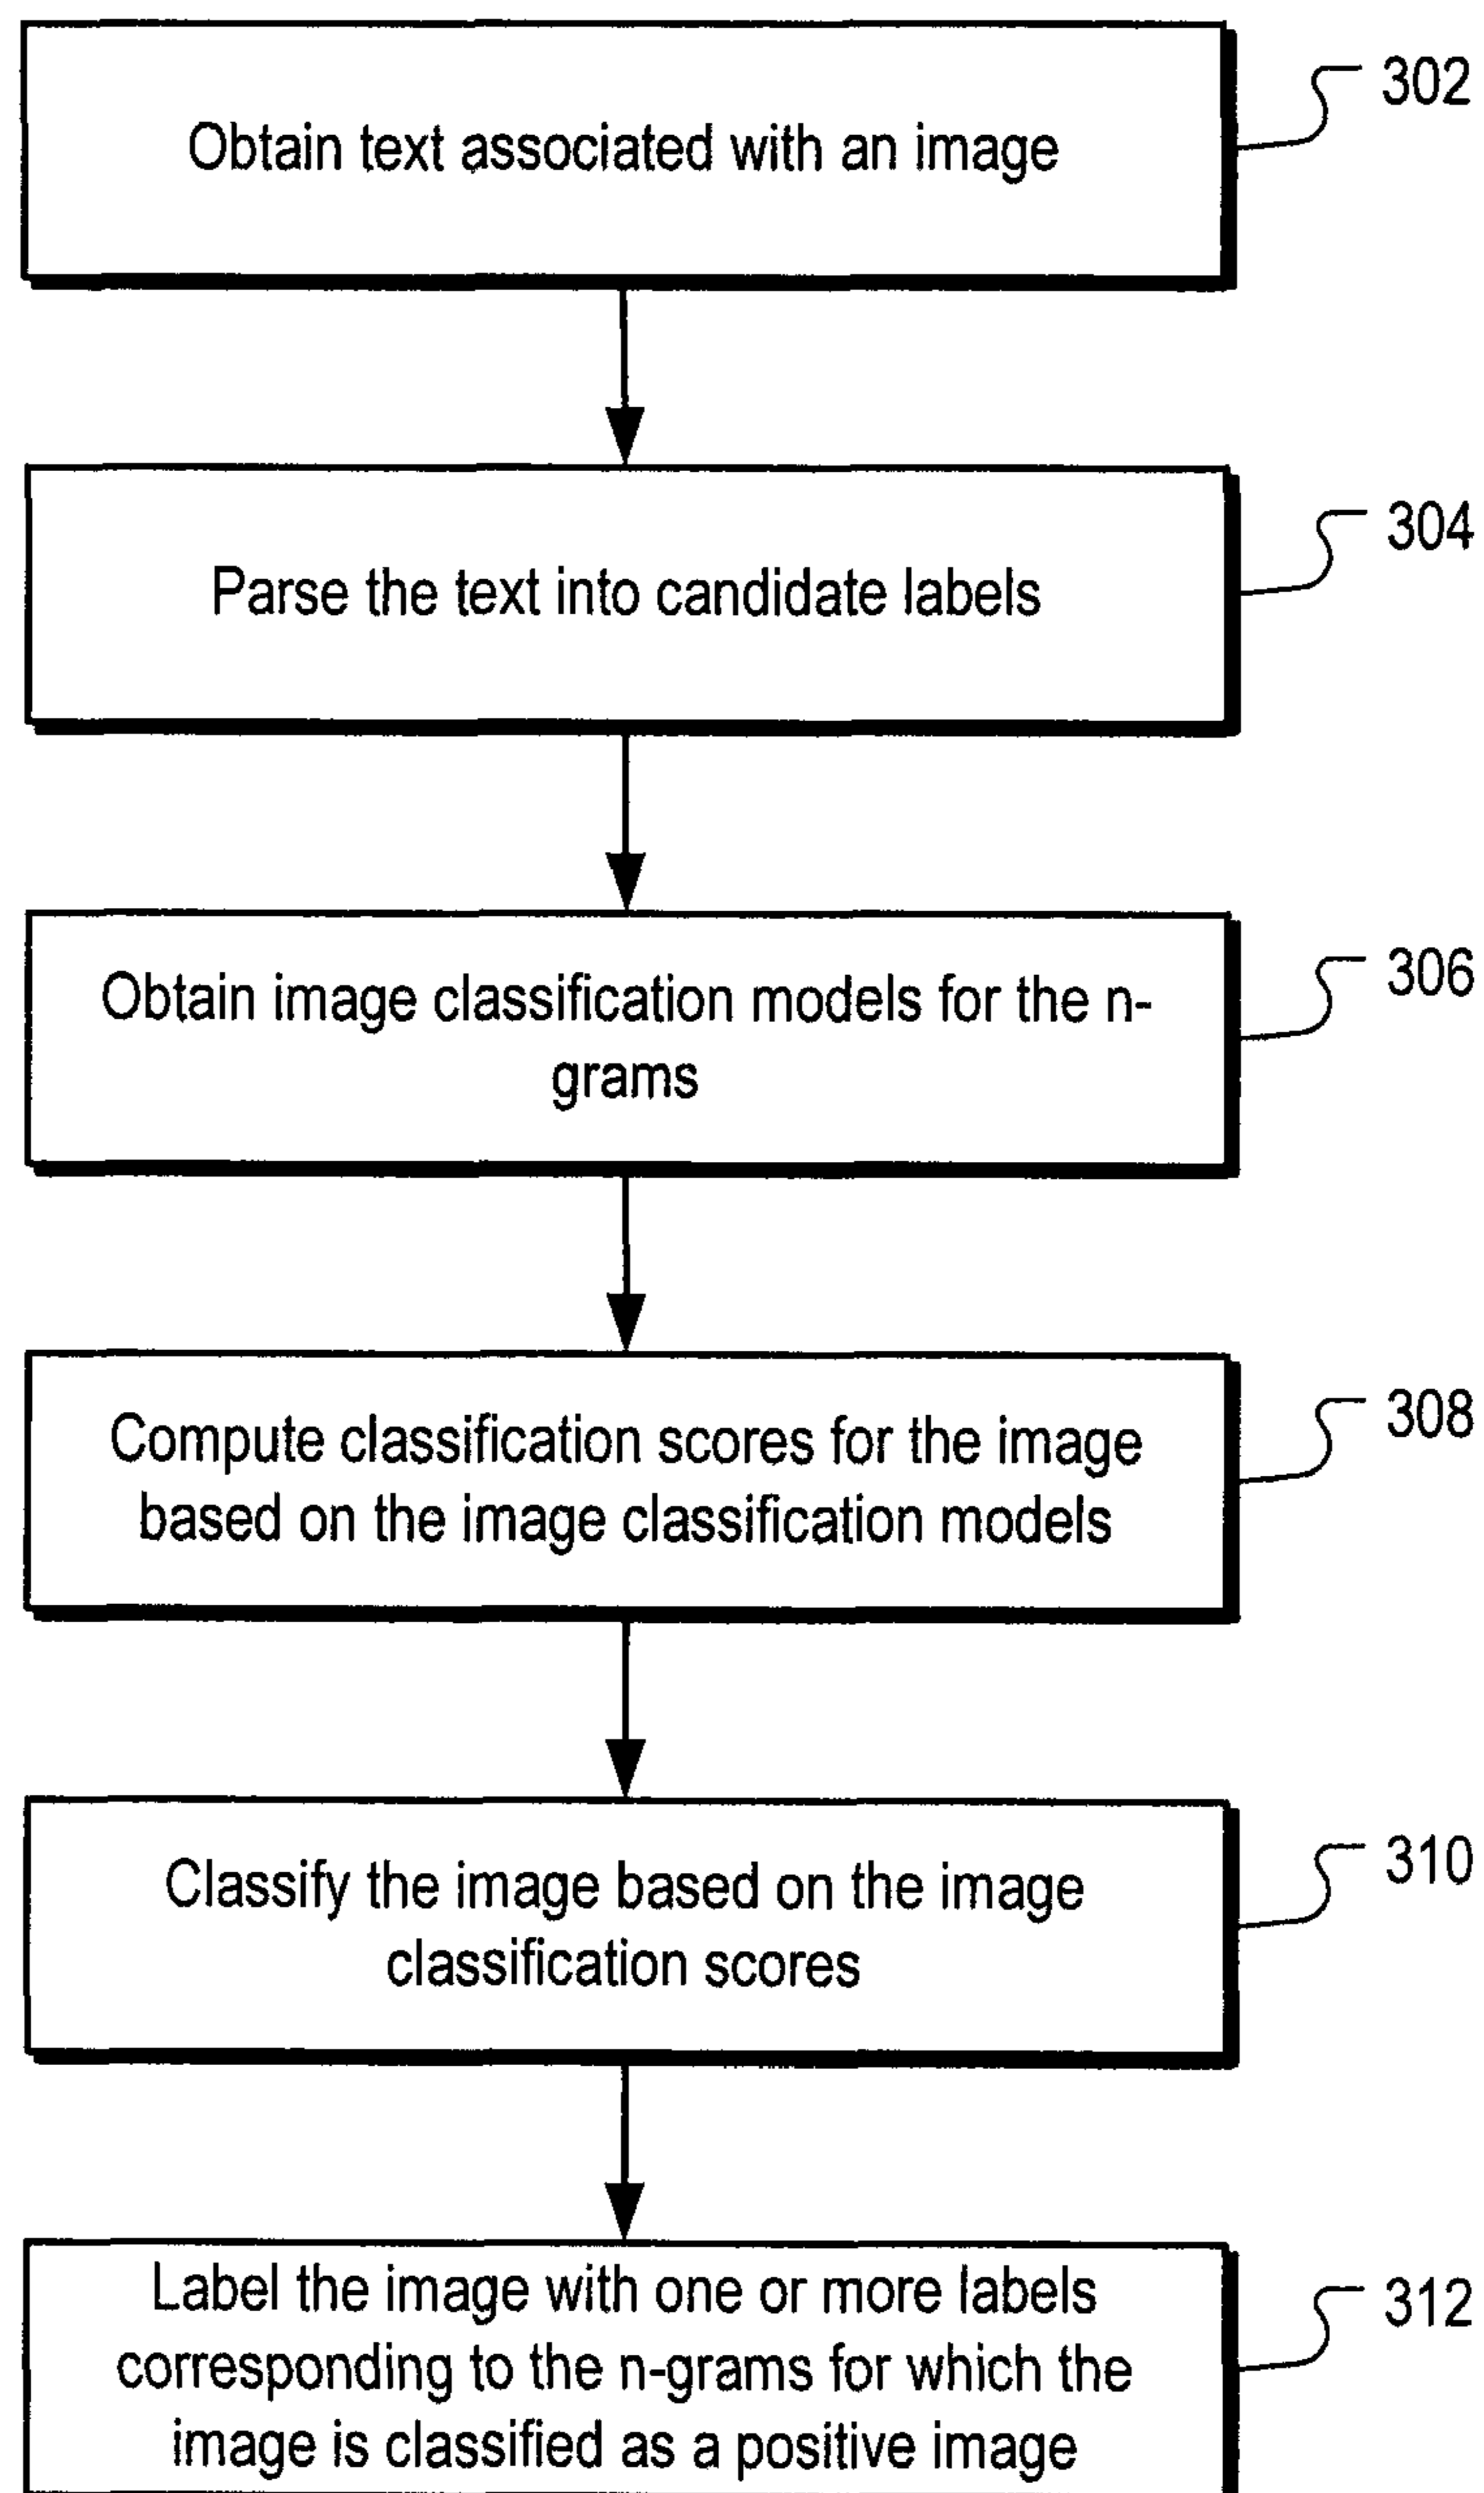 Obtain text associated with an image
302
Parse the text into candidate labels
304
Obtain image classification models for the n-
grams
306
Compute classification scores for the image
based on the image classification models
308
Classify the image based on the image
classification scores
310
Label the image with one or more labels
corresponding to the n-grams for which the
image is classified as a positive image
312